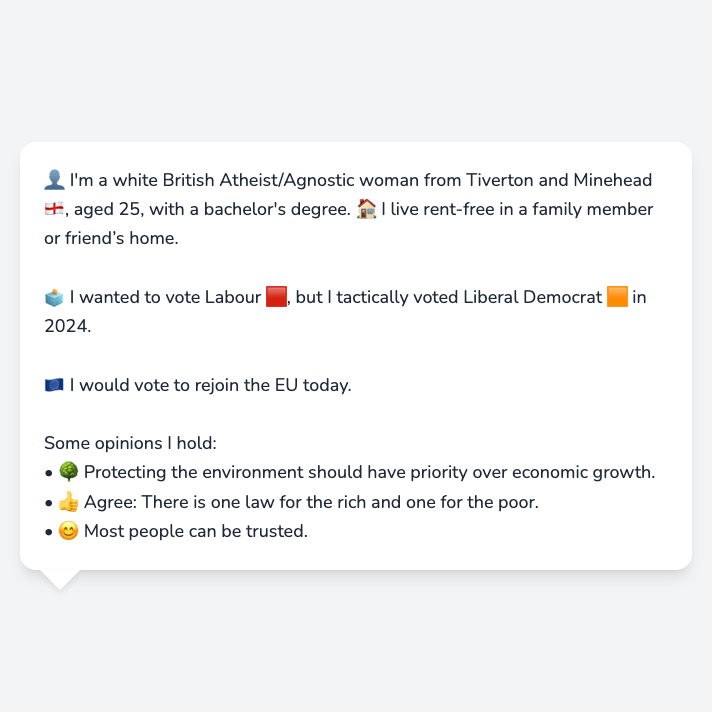 👤 I'm a white British Atheist/Agnostic woman from Tiverton and Minehead
🏴󠁧󠁢󠁥󠁮󠁧󠁿, aged 25, with a bachelor's degree. 🏠 I live rent-free in a family member
or friend’s home.
🗳️ I wanted to vote Labour 🟥, but I tactically voted Liberal Democrat 🟧 in
2024.
🇪🇺 I would vote to rejoin the EU today.
Some opinions I hold:
• 🌳 Protecting the environment should have priority over economic growth.
• 👍 Agree: There is one law for the rich and one for the poor.
• 😊 Most people can be trusted.